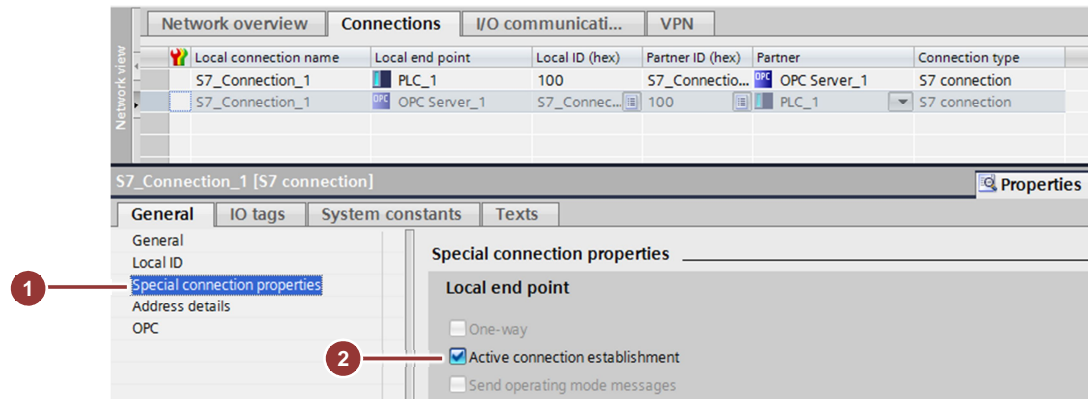 Network overview Connections I/O communicati... VPN
Local connection name Local end point Local ID (hex) Partner ID (hex) Partner Connection type
S7_Connection_1 PLC_1 100 S7_Connectio... OPC OPC Server_1 S7 connection
S7_Connection_1 OPC OPC Server_1 S7_Connec... 100 PLC_1 S7 connection
Network view
S7_Connection_1 [S7 connection] Properties
General IO tags System constants Texts
General
Local ID
Special connection properties
Address details
OPC
Special connection properties
Local end point
One-way
Active connection establishment
Send operating mode messages
1
2